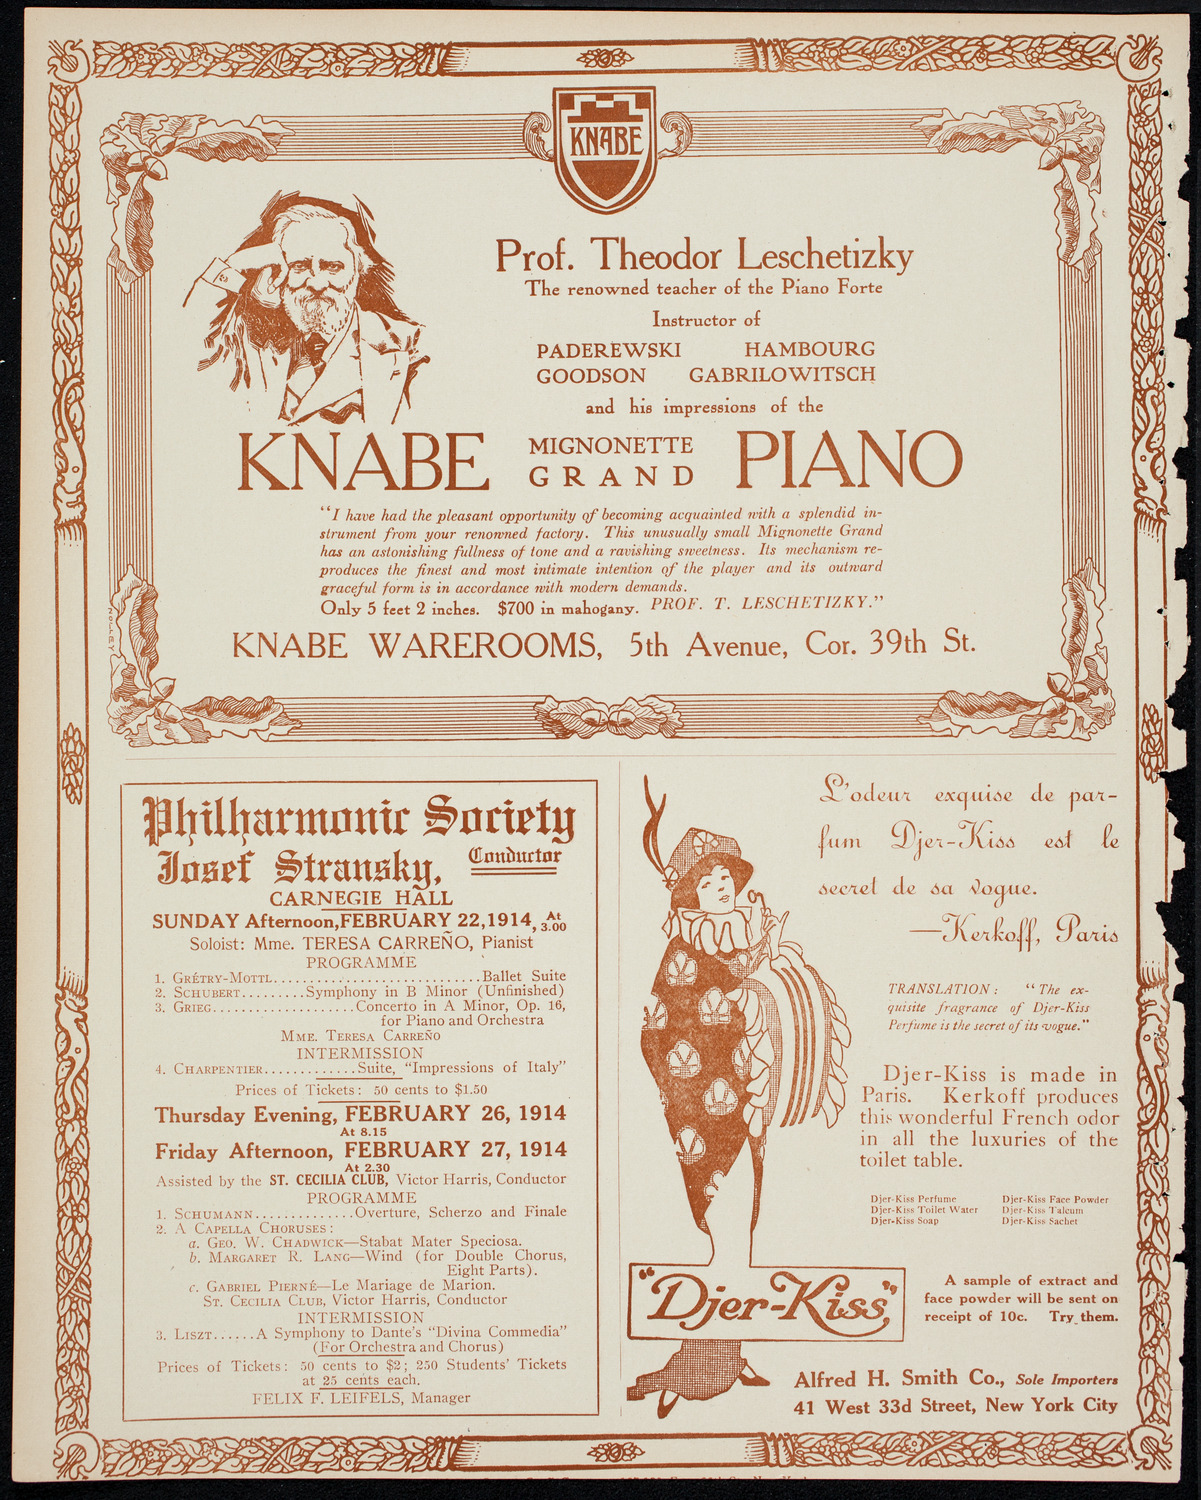 KNABE
Prof. Theodor Leschetizky
The renowned teacher of the Piano Forte
Instructor of
PADEREWSKI HAMBOURG
GOODSON GABRILOWITSCH
and his impressions of the
KNABE MIGNONETTE GRAND PIANO
"I have had the pleasant opportunity of becoming acquainted with a splendid in-
strument from your renowned factory. This unusually small Mignonette Grand
has an astonishing fullness of tone and a ravishing sweetness. Its mechanism re-
produces the finest and most intimate intention of the player and its outward
graceful form is in accordance with modern demands.
Only 5 feet 2 inches. $700 in mahogany. PROF. T. LESCHETIZKY."
KNABE WAREROOMS, 5th Avenue, Cor. 39th St.
Philharmonic Society
Josef Stransky, Conductor
CARNEGIE HALL
SUNDAY Afternoon, FEBRUARY 22, 1914, At 3.00
Soloist: Mme. TERESA CARREÑO, Pianist
PROGRAMME
1. GRÉTRY-MOTTL..............................Ballet Suite
2. SCHUBERT.........Symphony in B Minor (Unfinished)
3. GRIEG....................Concerto in A Minor, Op. 16,
for Piano and Orchestra
MME. TERESA CARREÑO
INTERMISSION
4. CHARPENTIER.............Suite, "Impressions of Italy"
Prices of Tickets: 50 cents to $1.50
Thursday Evening, FEBRUARY 26, 1914
At 8.15
Friday Afternoon, FEBRUARY 27, 1914
At 2.30
Assisted by the ST. CECILIA CLUB, Victor Harris, Conductor
PROGRAMME
1. SCHUMANN..............Overture, Scherzo and Finale
2. A CAPELLA CHORUSES:
a. GEO. W. CHADWICK—Stabat Mater Speciosa.
b. MARGARET R. LANG—Wind (for Double Chorus,
Eight Parts).
c. GABRIEL PIERNÉ—Le Mariage de Marion.
ST. CECILIA CLUB, Victor Harris, Conductor
INTERMISSION
3. LISZT......A Symphony to Dante's "Divina Commedia"
(For Orchestra and Chorus)
Prices of Tickets: 50 cents to $2; 250 Students' Tickets
at 25 cents each.
FELIX F. LEIFELS, Manager
L'odeur exquise de par-
fum Djer-Kiss est le
secret de sa vogue.
—Kerkoff, Paris
TRANSLATION: "The ex-
quisite fragrance of Djer-Kiss
Perfume is the secret of its vogue."
Djer-Kiss is made in
Paris. Kerkoff produces
this wonderful French odor
in all the luxuries of the
toilet table.
Djer-Kiss Perfume Djer-Kiss Face Powder
Djer-Kiss Toilet Water Djer-Kiss Talcum
Djer-Kiss Soap Djer-Kiss Sachet
"Djer-Kiss"
A sample of extract and
face powder will be sent on
receipt of 10c. Try them.
Alfred H. Smith Co., Sole Importers
41 West 33d Street, New York City